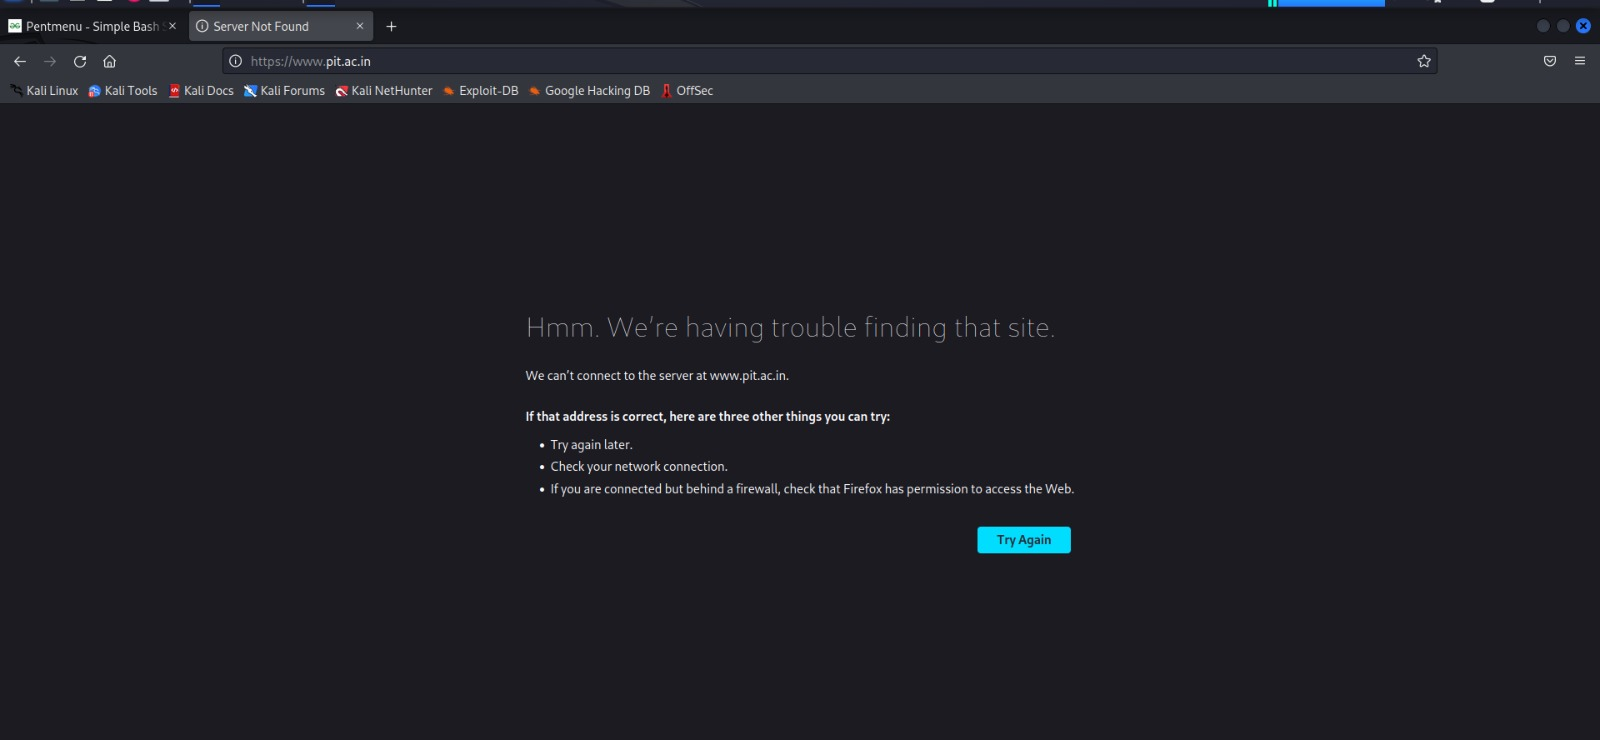 Pentmenu - Simple Bash
Server Not Found
https://www.pit.ac.in
Kali Linux
Kali Tools
Kali Docs
Kali Forums
Kali NetHunter
Exploit-DB
Google Hacking DB
OffSec
Hmm. We’re having trouble finding that site.
We can’t connect to the server at www.pit.ac.in.
If that address is correct, here are three other things you can try:
• Try again later.
• Check your network connection.
• If you are connected but behind a firewall, check that Firefox has permission to access the Web.
Try Again